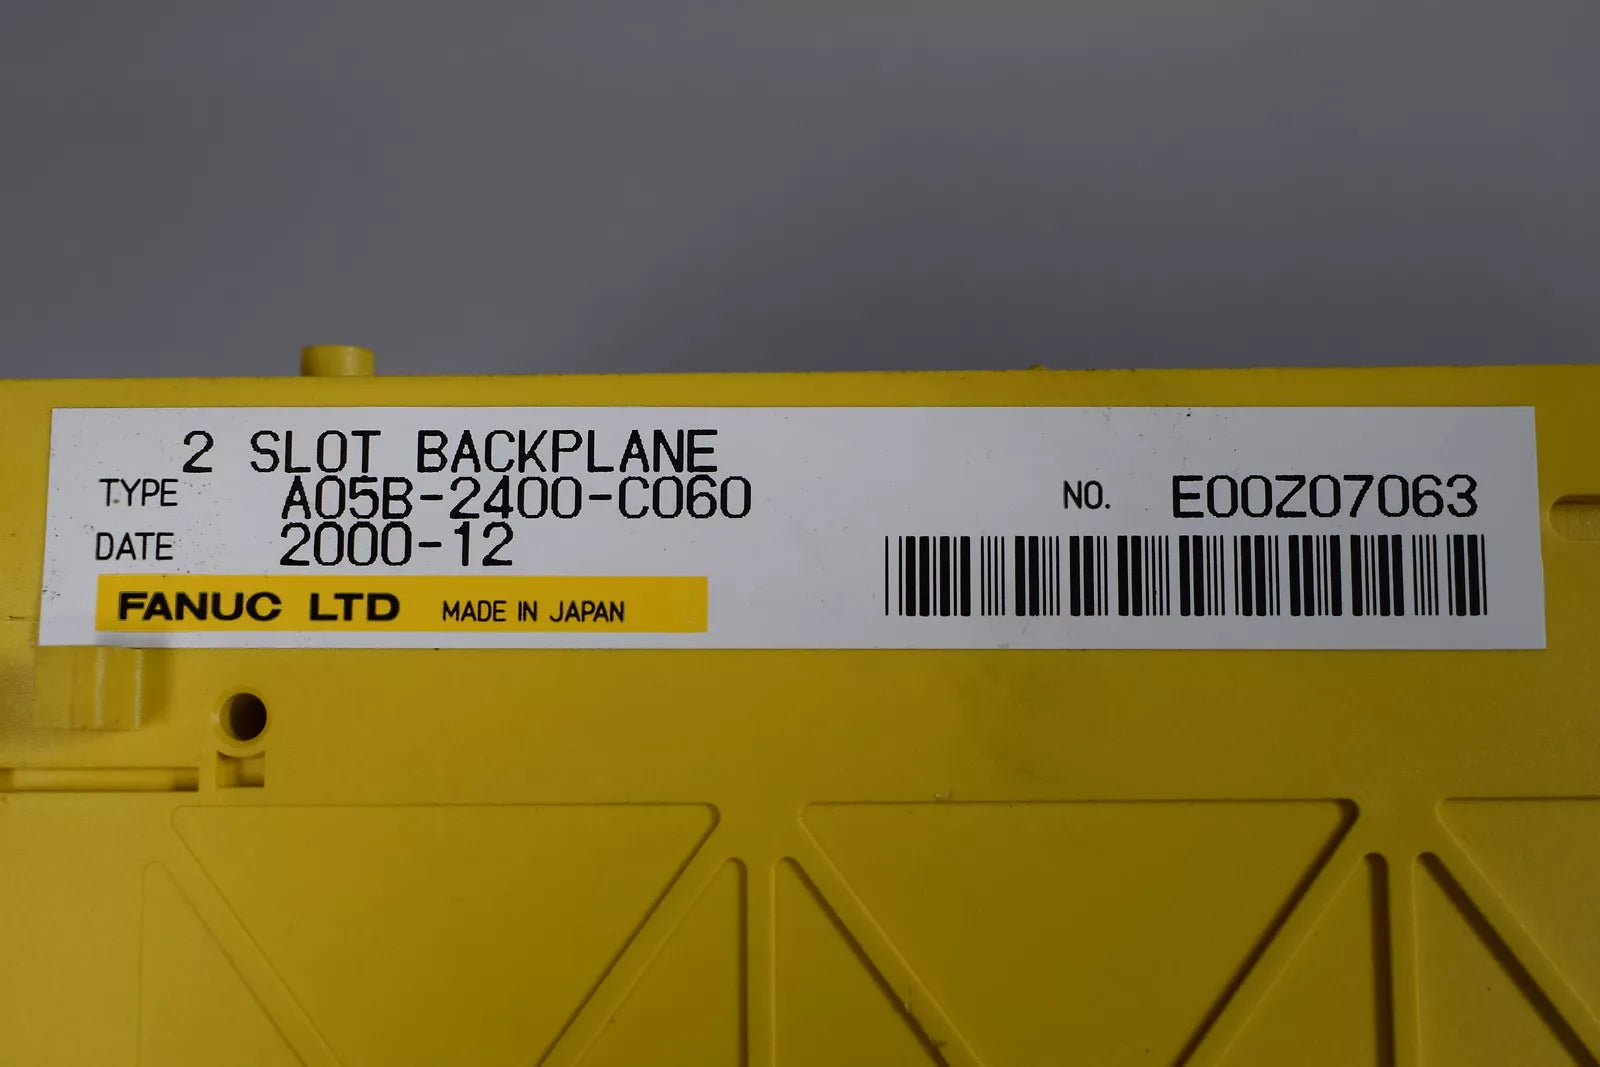 2 SLOT BACKPLANE
TYPE A05B-2400-C060
NO. E00Z07063
DATE 2000-12
FANUC LTD MADE IN JAPAN